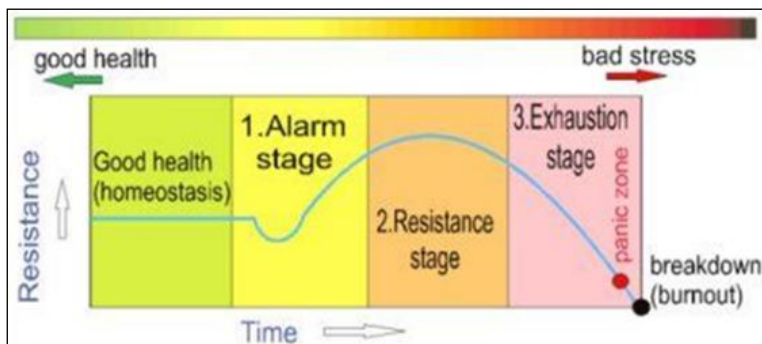 good health
bad stress
Good health
(homeostasis)
1.Alarm
stage
2.Resistance
stage
3.Exhaustion
stage
panic zone
breakdown
(burnout)
Resistance
Time